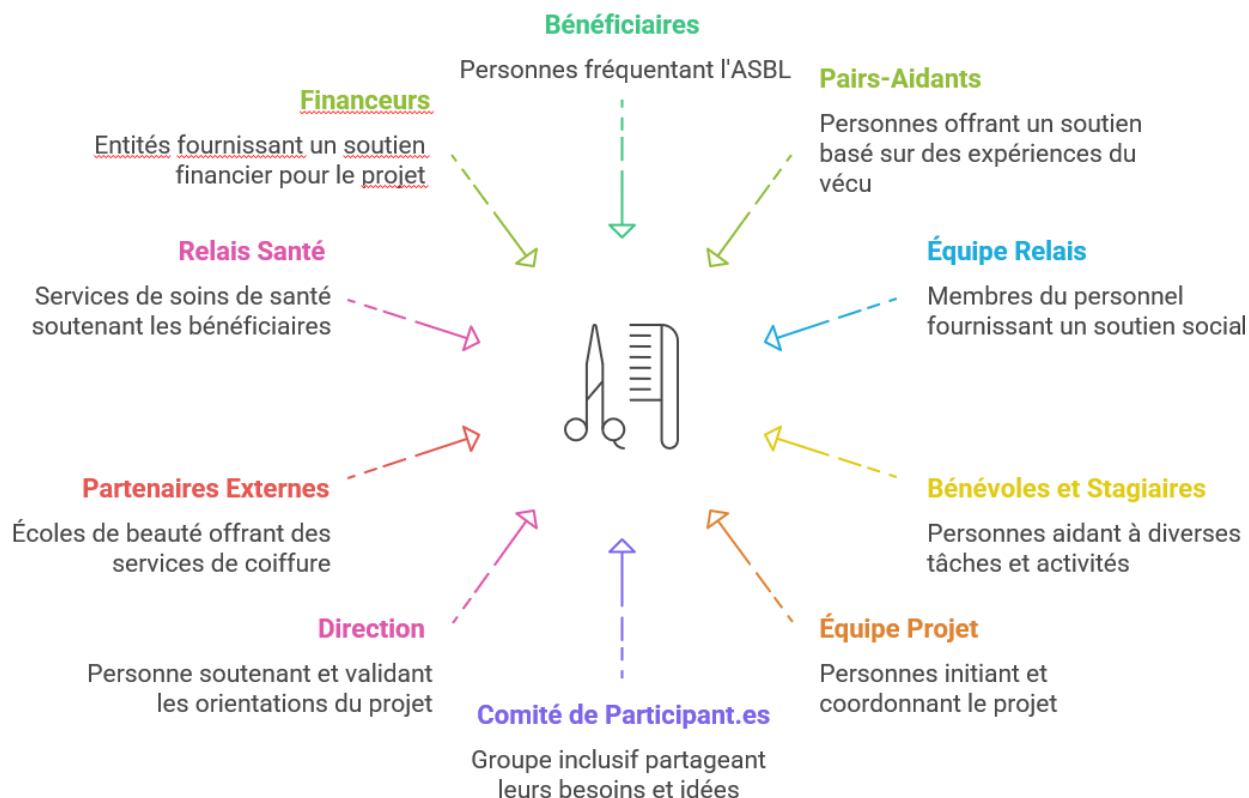 Bénéficiaires
Personnes fréquentant l'ASBL
Pairs-Aidants
Personnes offrant un soutien
basé sur des expériences du
vécu
Équipe Relais
Membres du personnel
fournissant un soutien social
Bénévoles et Stagiaires
Personnes aidant à diverses
tâches et activités
Équipe Projet
Personnes initiant et
coordonnant le projet
Comité de Participant.es
Groupe inclusif partageant
leurs besoins et idées
Direction
Personne soutenant et validant
les orientations du projet
Partenaires Externes
Écoles de beauté offrant des
services de coiffure
Relais Santé
Services de soins de santé
soutenant les bénéficiaires
Financeurs
Entités fournissant un soutien
financier pour le projet